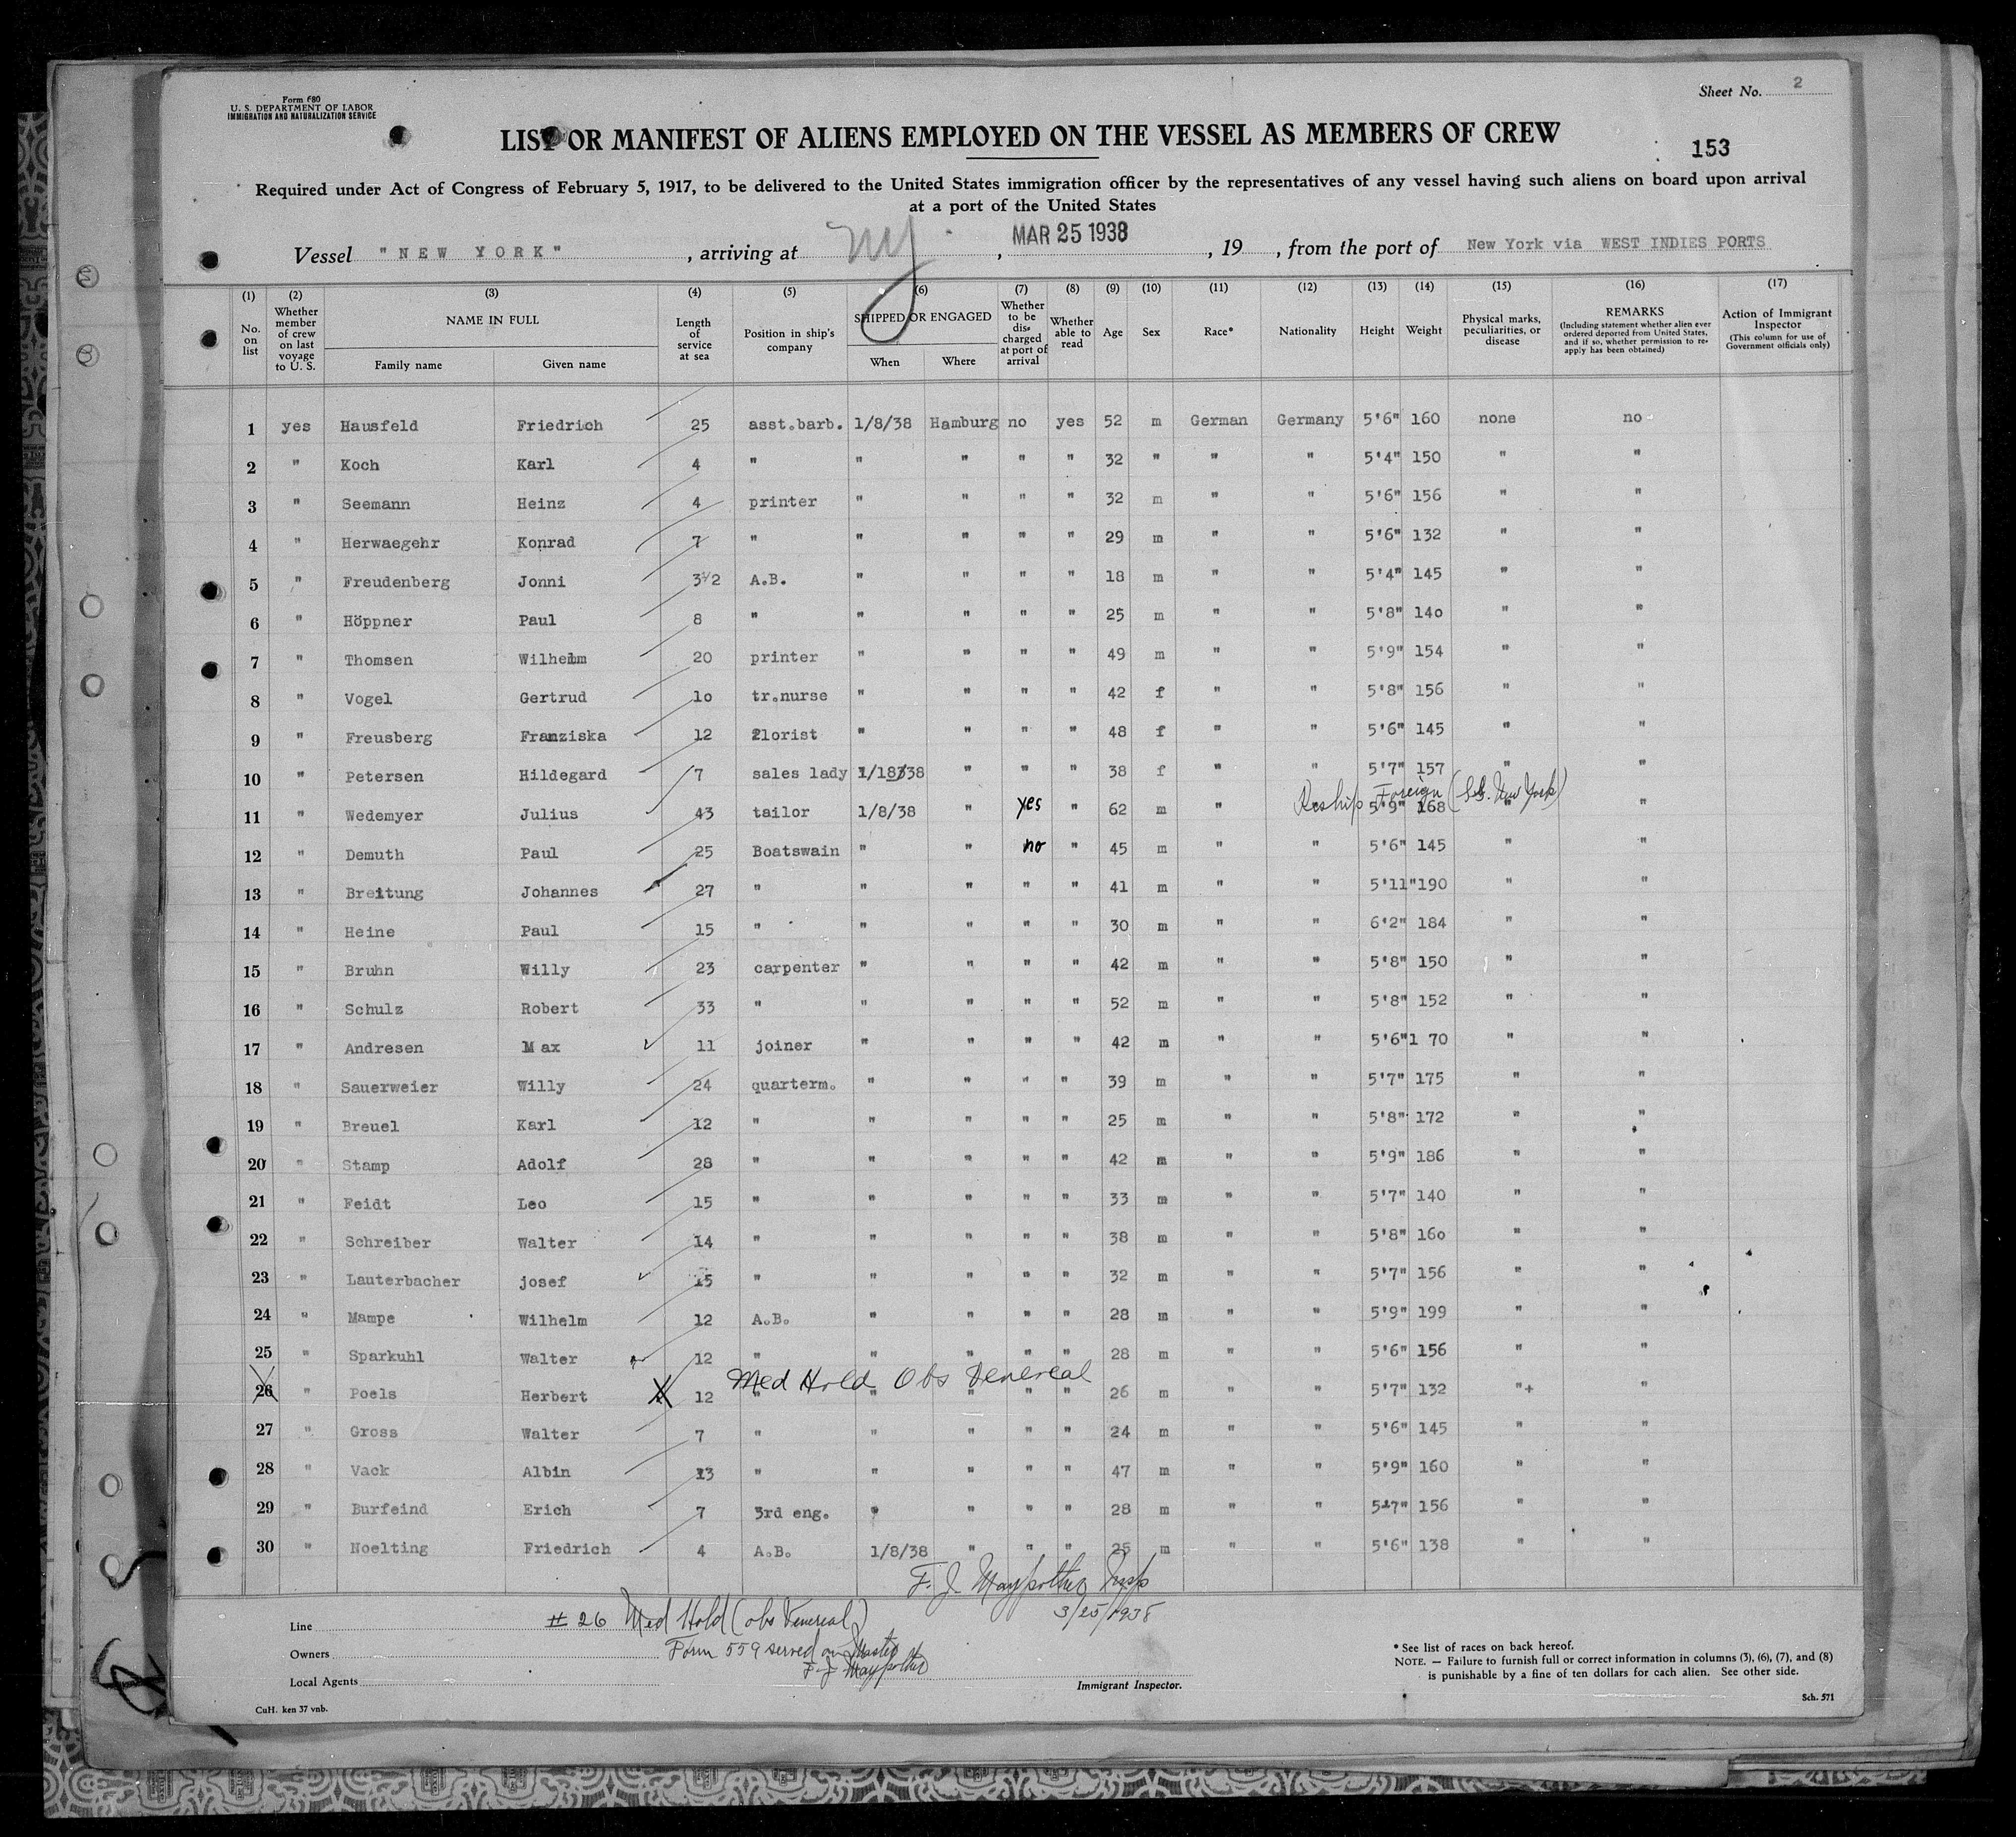 Form 680
U. S. DEPARTMENT OF LABOR
IMMIGRATION AND NATURALIZATION SERVICE
Sheet No. 2
LIST OR MANIFEST OF ALIENS EMPLOYED ON THE VESSEL AS MEMBERS OF CREW
153
Required under Act of Congress of February 5, 1917, to be delivered to the United States immigration officer by the representatives of any vessel having such aliens on board upon arrival
at a port of the United States
Vessel "NEW YORK" , arriving at NY , MAR 25 1938 , 19 , from the port of New York via WEST INDIES PORTS
(1) No. on list (2) Whether member of crew on last voyage to U. S. (3) NAME IN FULL Family name Given name (4) Length of service at sea (5) Position in ship's company (6) SHIPPED OR ENGAGED When Where (7) Whether to be discharged at port of arrival (8) Whether able to read (9) Age (10) Sex (11) Race* (12) Nationality (13) Height (14) Weight (15) Physical marks, peculiarities, or disease (16) REMARKS (Including statement whether alien ever ordered deported from United States, and if so, whether permission to re-apply has been obtained) (17) Action of Immigrant Inspector (This column for use of Government officials only)
1 yes Hausfeld Friedrich 25 asst.barb. 1/8/38 Hamburg no yes 52 m German Germany 5'6" 160 none no
2 " Koch Karl 4 " " " " " 32 " " " 5'4" 150 " "
3 " Seemann Heinz 4 printer " " " " 32 m " " 5'6" 156 " "
4 " Herwaegehr Konrad 7 " " " " " 29 m " " 5'6" 132 " "
5 " Freudenberg Jonni 3½ A.B. " " " " 18 m " " 5'4" 145 " "
6 " Höppner Paul 8 " " " " " 25 m " " 5'8" 14o " "
7 " Thomsen Wilhelm 20 printer " " " " 49 m " " 5'9" 154 " "
8 " Vogel Gertrud 1o tr.nurse " " " " 42 f " " 5'8" 156 " "
9 " Freusberg Franziska 12 florist " " " " 48 f " " 5'6" 145 " "
10 " Petersen Hildegard 7 sales lady 1/18/38 " " " 38 f " " 5'7" 157 " "
11 " Wedemyer Julius 43 tailor 1/8/38 " yes " 62 m " Reship Foreign (S.S. New York) 5'9" 168 " "
12 " Demuth Paul 25 Boatswain " " no " 45 m " " 5'6" 145 " "
13 " Breitung Johannes 27 " " " " " 41 m " " 5'11" 190 " "
14 " Heine Paul 15 " " " " " 30 m " " 6'2" 184 " "
15 " Bruhn Willy 23 carpenter " " " " 42 m " " 5'8" 150 " "
16 " Schulz Robert 33 " " " " " 52 m " " 5'8" 152 " "
17 " Andresen Max 11 joiner " " " " 42 m " " 5'6" 1 70 " "
18 " Sauerweier Willy 24 quarterm. " " " " 39 m " " 5'7" 175 " "
19 " Breuel Karl 12 " " " " " 25 m " " 5'8" 172 " "
20 " Stamp Adolf 28 " " " " " 42 m " " 5'9" 186 " "
21 " Feidt Leo 15 " " " " " 33 m " " 5'7" 140 " "
22 " Schreiber Walter 14 " " " " " 38 m " " 5'8" 16o " "
23 " Lauterbacher josef 15 " " " " " 32 m " " 5'7" 156 " "
24 " Mampe Wilhelm 12 A.B. " " " " 28 m " " 5'9" 199 " "
25 " Sparkuhl Walter 12 " " " " " 28 m " " 5'6" 156 " "
Med Hold Obs Venereal
26 " Poels Herbert X 12 " " " " " 26 m " " 5'7" 132 "+ "
27 " Gross Walter 7 " " " " " 24 m " " 5'6" 145 " "
28 " Vack Albin 13 " " " " " 47 m " " 5'9" 160 " "
29 " Burfeind Erich 7 3rd eng. " " " " 28 m " " 5'7" 156 " "
30 " Noelting Friedrich 4 A.B. 1/8/38 " " " 25 m " " 5'6" 138 " "
F. J. Maypother Insp
3/25/1938
Line # 26 Med Hold (obs Venereal)
Owners Form 559 served on Master
F J Maypother
Local Agents
Immigrant Inspector.
* See list of races on back hereof.
NOTE. — Failure to furnish full or correct information in columns (3), (6), (7), and (8)
is punishable by a fine of ten dollars for each alien. See other side.
CuH. ken 37 vnb.
Sch. 571